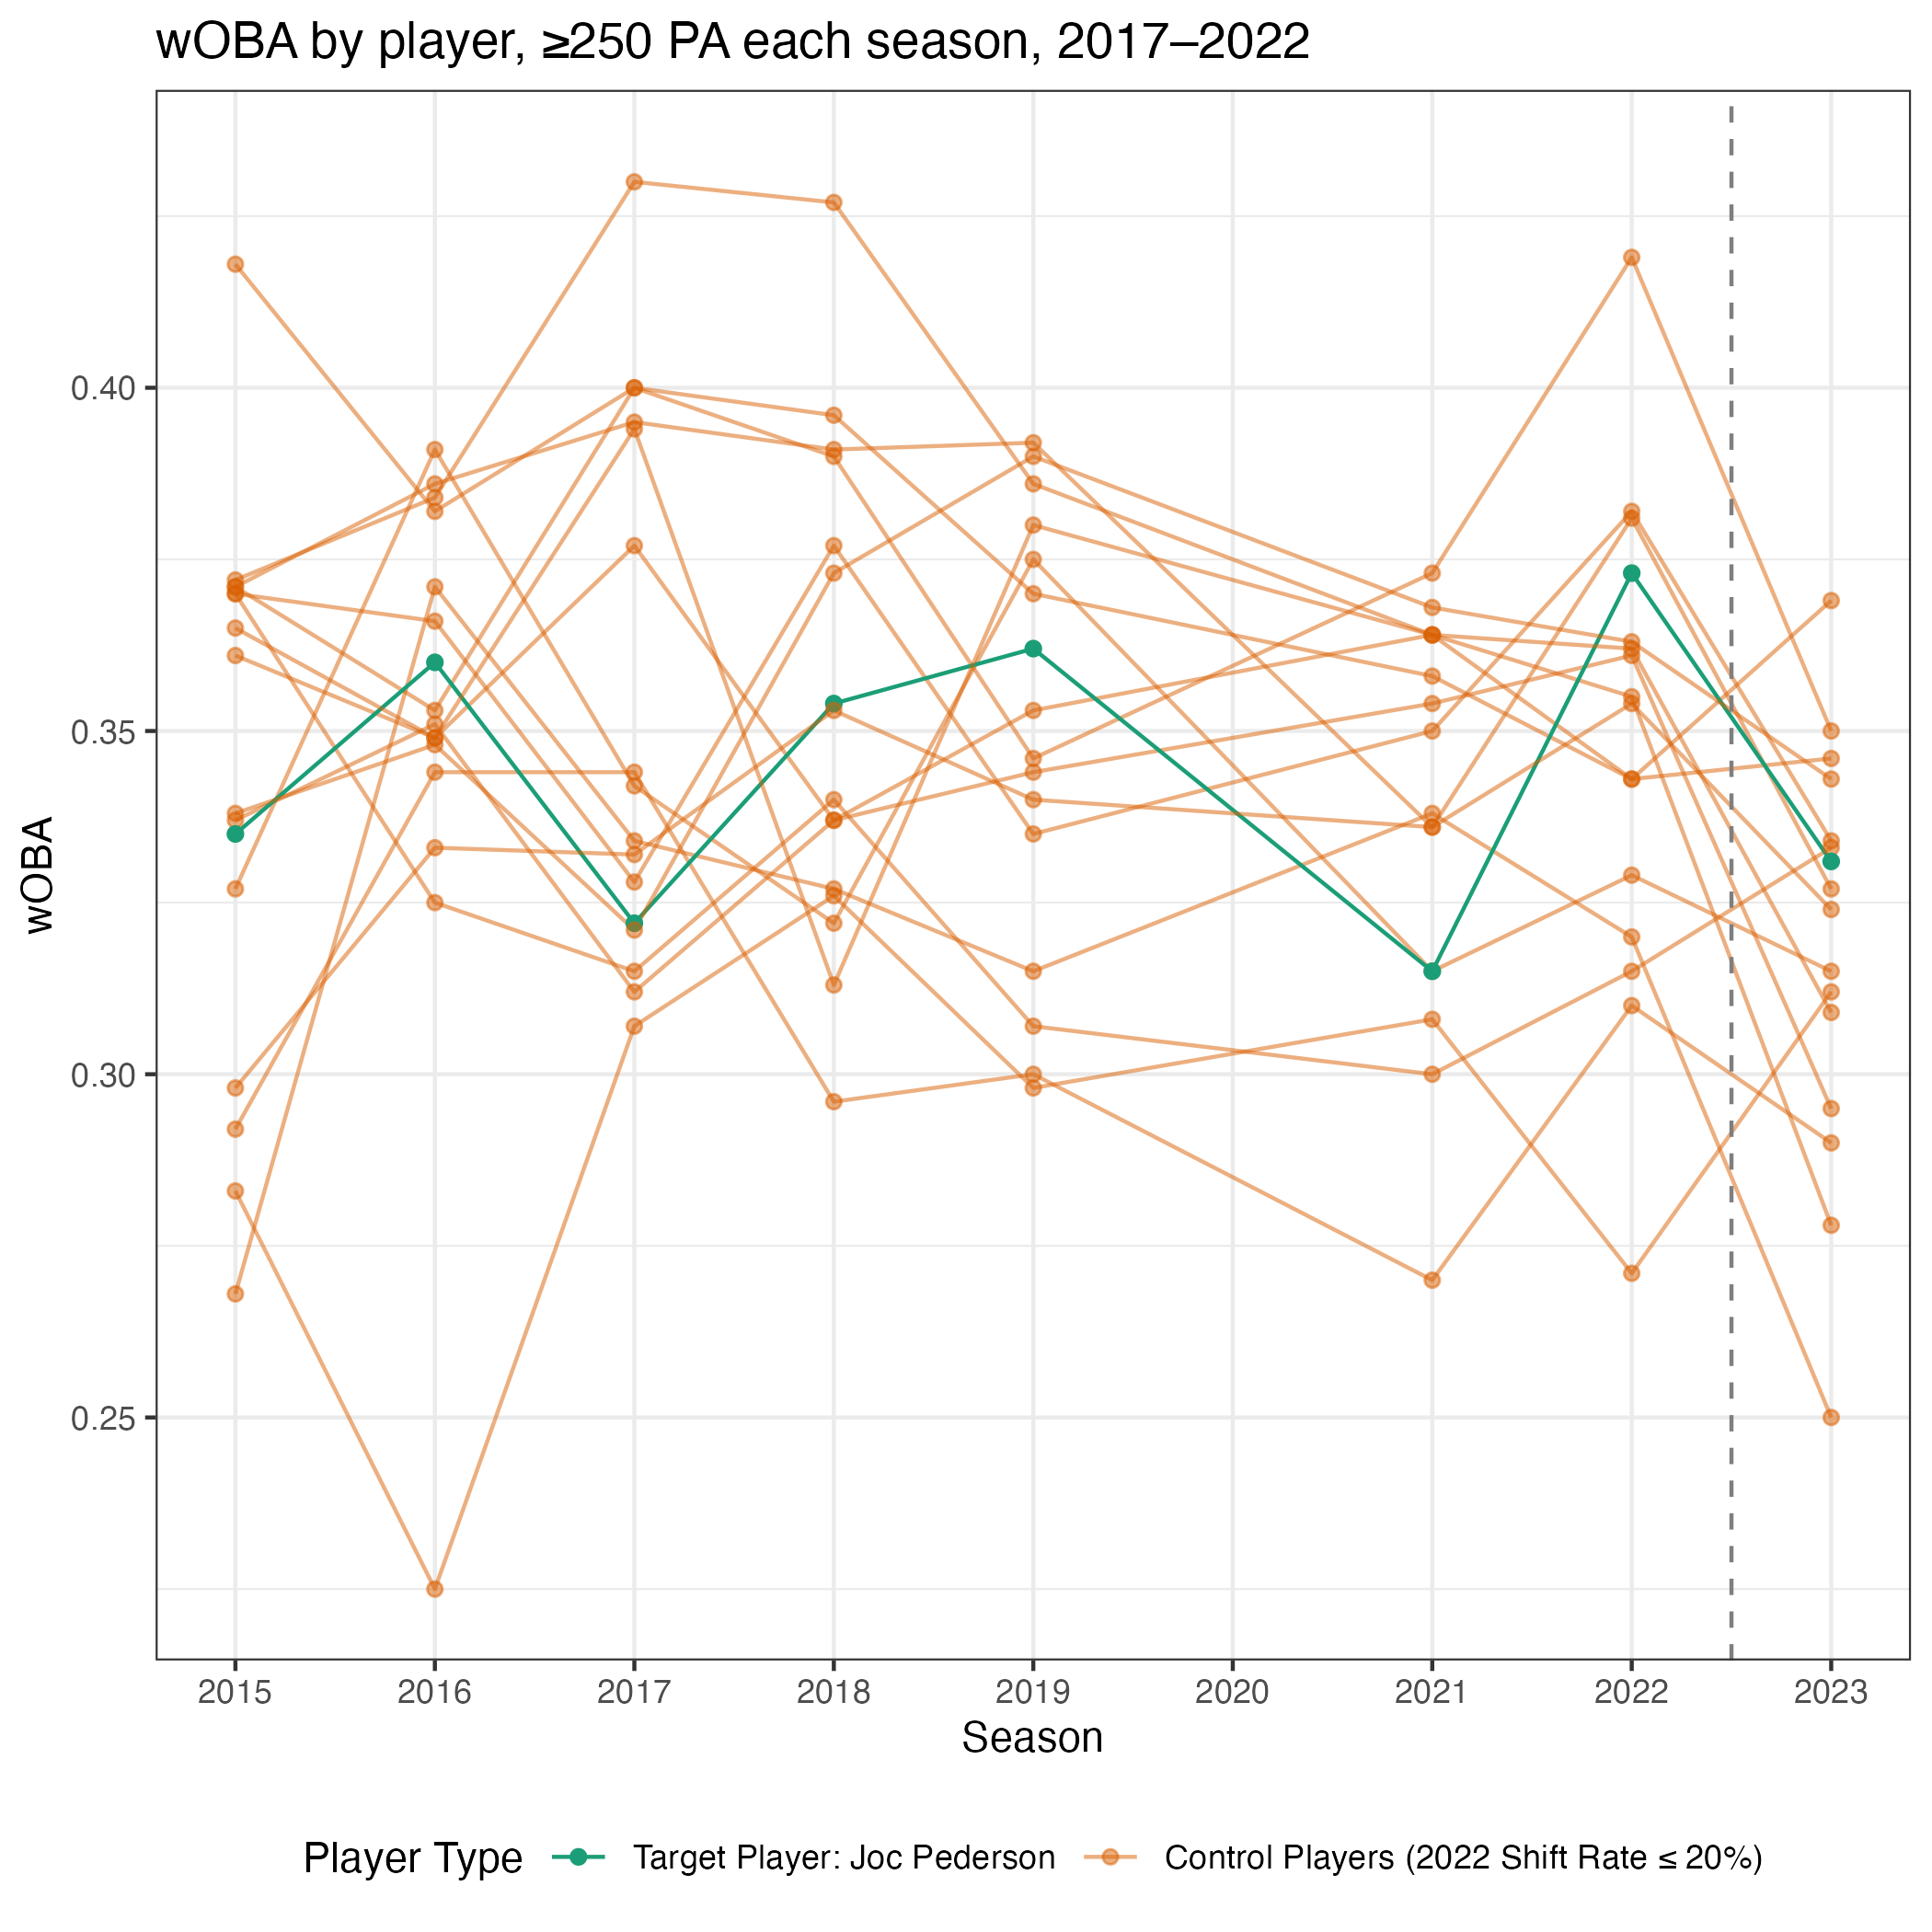 wOBA by player, ≥250 PA each season, 2017–2022
wOBA
0.40
0.35
0.30
0.25
2015 2016 2017 2018 2019 2020 2021 2022 2023
Season
Player Type Target Player: Joc Pederson Control Players (2022 Shift Rate ≤ 20%)